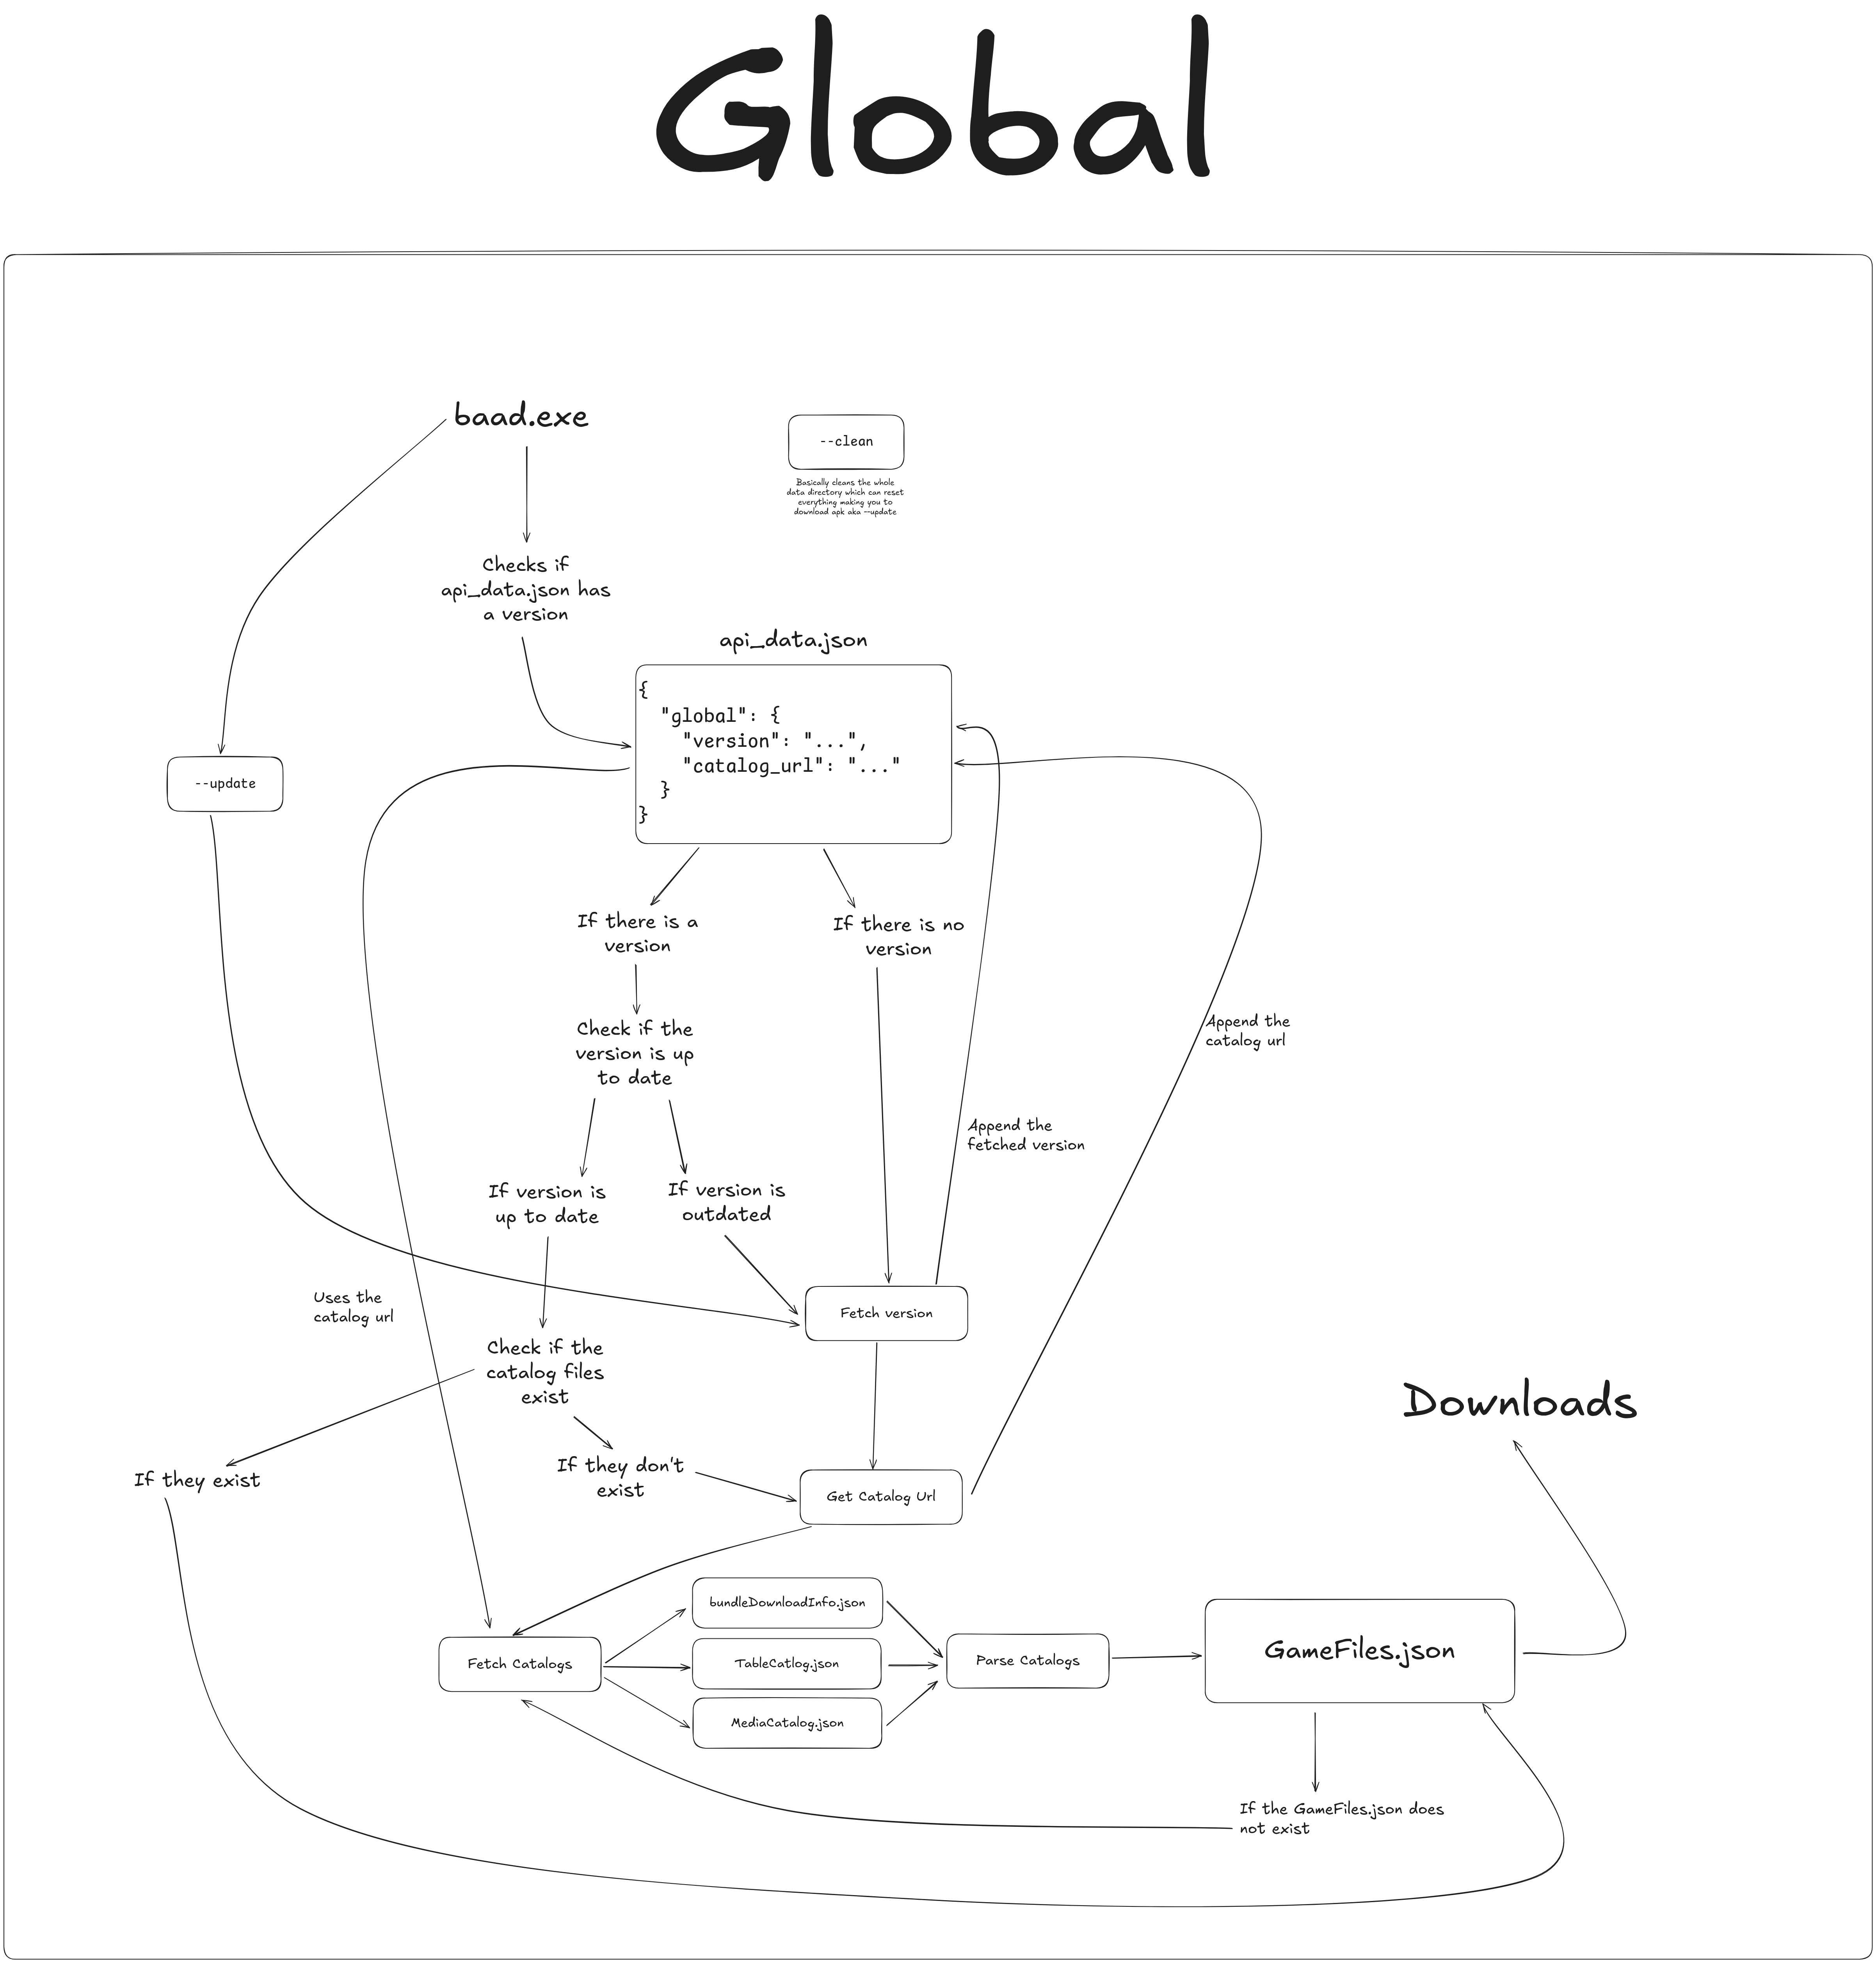 Global
baad.exe
--clean
Basically cleans the whole
data directory which can reset
everything making you to
download apk aka --update
Checks if
api_data.json has
a version
api_data.json
{
"global": {
"version": "...",
"catalog_url": "..."
}
}
--update
If there is a
version
If there is no
version
Check if the
version is up
to date
Append the
catalog url
Append the
fetched version
If version is
up to date
If version is
outdated
Uses the
catalog url
Fetch version
Check if the
catalog files
exist
Downloads
If they exist
If they don't
exist
Get Catalog Url
bundleDownloadInfo.json
Fetch Catalogs
TableCatlog.json
MediaCatalog.json
Parse Catalogs
GameFiles.json
If the GameFiles.json does
not exist